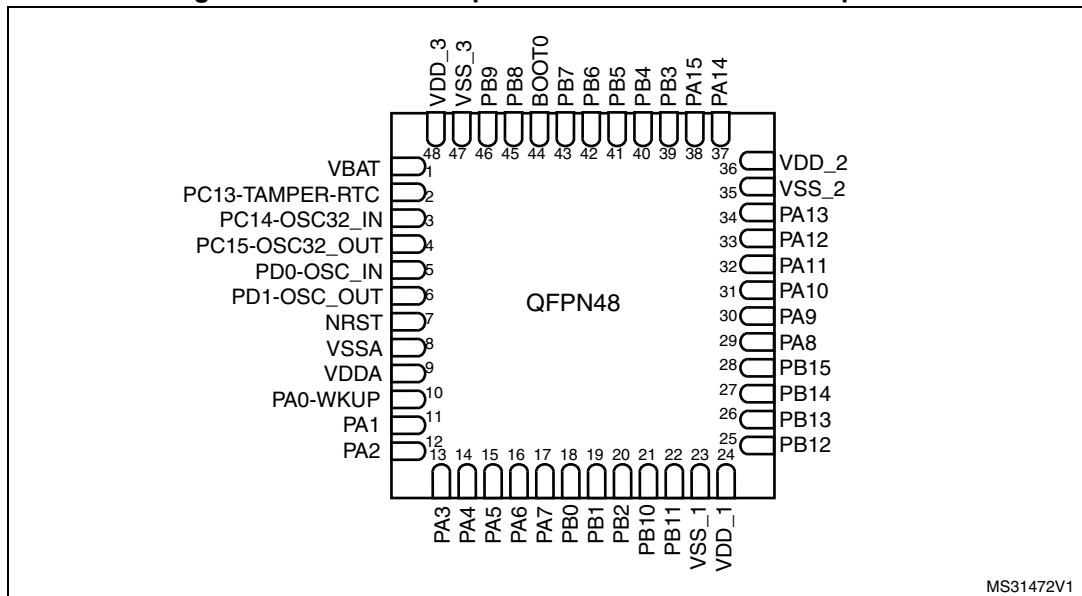 VDD_3
VSS_3
PB9
PB8
BOOT0
PB7
PB6
PB5
PB4
PB3
PA15
PA14
48 47 46 45 44 43 42 41 40 39 38 37
VBAT 1
PC13-TAMPER-RTC 2
PC14-OSC32_IN 3
PC15-OSC32_OUT 4
PD0-OSC_IN 5
PD1-OSC_OUT 6
NRST 7
VSSA 8
VDDA 9
PA0-WKUP 10
PA1 11
PA2 12
QFPN48
36 VDD_2
35 VSS_2
34 PA13
33 PA12
32 PA11
31 PA10
30 PA9
29 PA8
28 PB15
27 PB14
26 PB13
25 PB12
13 14 15 16 17 18 19 20 21 22 23 24
PA3
PA4
PA5
PA6
PA7
PB0
PB1
PB2
PB10
PB11
VSS_1
VDD_1
MS31472V1